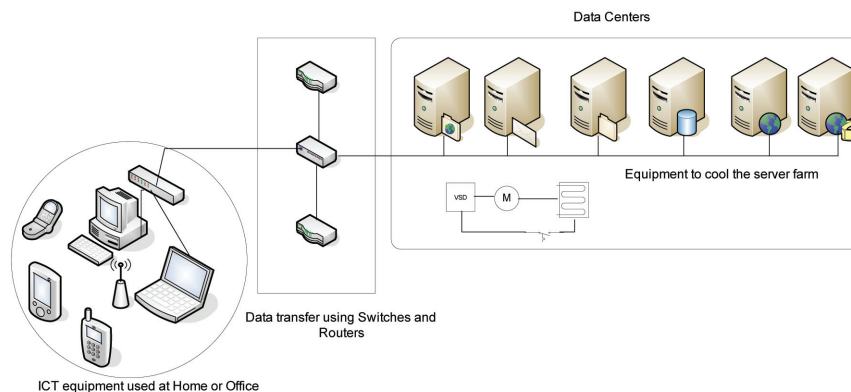 Data Centers
Equipment to cool the server farm
VSD
M
Data transfer using Switches and
Routers
ICT equipment used at Home or Office